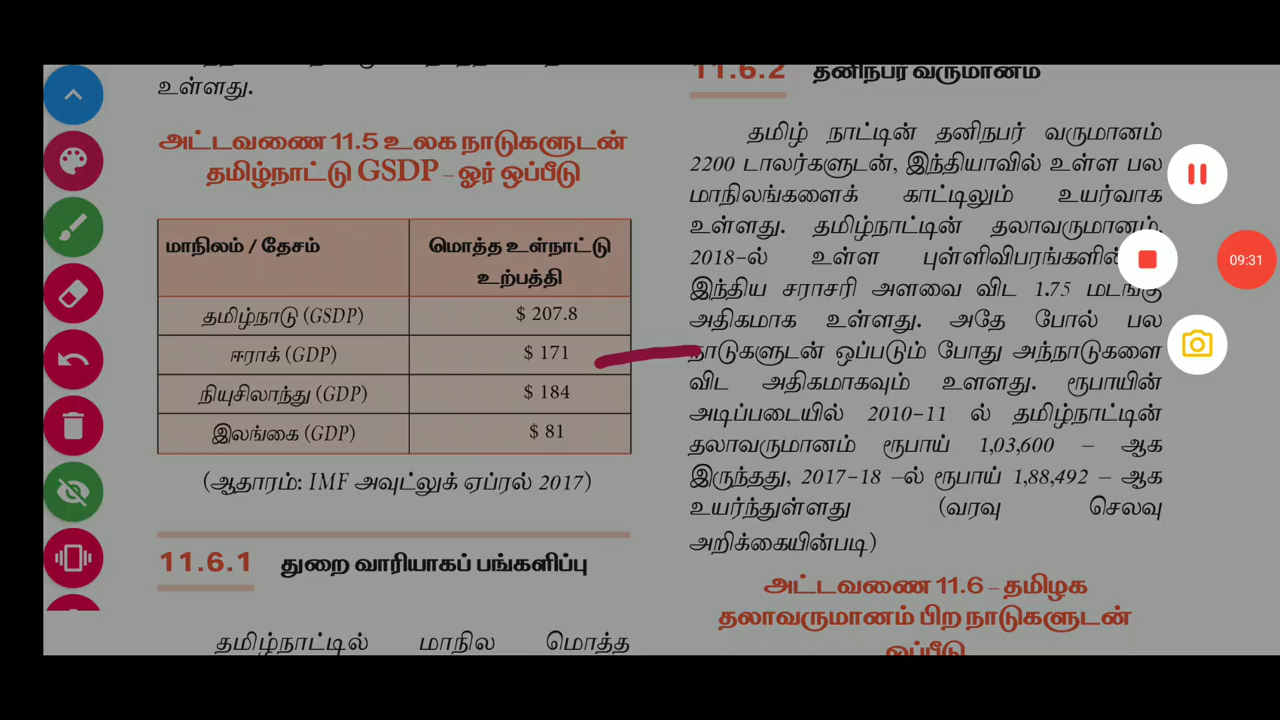 உள்ளது.
அட்டவணை 11.5 உலக நாடுகளுடன்
தமிழ்நாட்டு GSDP – ஓர் ஒப்பீடு
மாநிலம் / தேசம் மொத்த உள்நாட்டு
உற்பத்தி
தமிழ்நாடு (GSDP) $ 207.8
ஈராக் (GDP) $ 171
நியுசிலாந்து (GDP) $ 184
இலங்கை (GDP) $ 81
(ஆதாரம்: IMF அவுட்லுக் ஏப்ரல் 2017)
11.6.1 துறை வாரியாகப் பங்களிப்பு
தமிழ்நாட்டில் மாநில மொத்த
11.6.2 தனிநபர் வருமானம்
தமிழ் நாட்டின் தனிநபர் வருமானம்
2200 டாலர்களுடன், இந்தியாவில் உள்ள பல
மாநிலங்களைக் காட்டிலும் உயர்வாக
உள்ளது. தமிழ்நாட்டின் தலாவருமானம்,
2018-ல் உள்ள
இந்திய சராசரி அளவை விட 1.75 மடங்கு
அதிகமாக உள்ளது. அதே போல் பல
நாடுகளுடன் ஒப்படும் போது அந்நாடுகளை
விட அதிகமாகவும் உளளது. ரூபாயின்
அடிப்படையில் 2010-11 ல் தமிழ்நாட்டின்
தலாவருமானம் ரூபாய் 1,03,600 – ஆக
இருந்தது, 2017-18 –ல் ரூபாய் 1,88,492 – ஆக
உயர்ந்துள்ளது (வரவு செலவு
அறிக்கையின்படி)
அட்டவணை 11.6 – தமிழக
தலாவருமானம் பிற நாடுகளுடன்
ஒப்பீடு
09:31